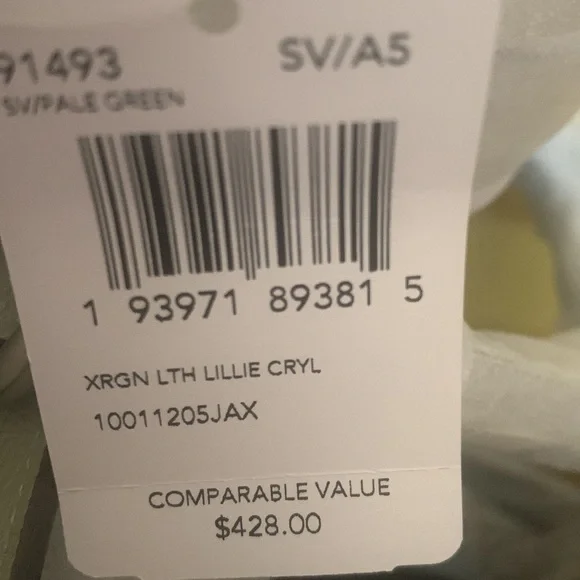 91493 SV/A5
SV/PALE GREEN
1 93971 89381 5
XRGN LTH LILLIE CRYL
10011205JAX
COMPARABLE VALUE
$428.00